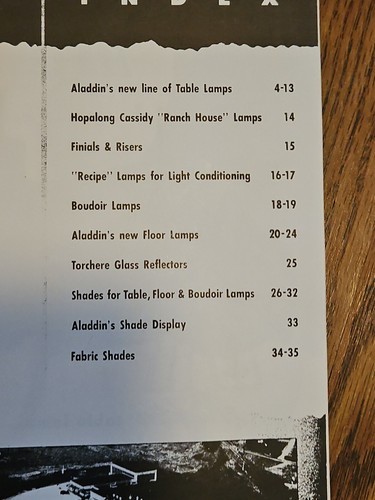 INDEX
Aladdin's new line of Table Lamps 4-13
Hopalong Cassidy "Ranch House" Lamps 14
Finials & Risers 15
"Recipe" Lamps for Light Conditioning 16-17
Boudoir Lamps 18-19
Aladdin's new Floor Lamps 20-24
Torchere Glass Reflectors 25
Shades for Table, Floor & Boudoir Lamps 26-32
Aladdin's Shade Display 33
Fabric Shades 34-35